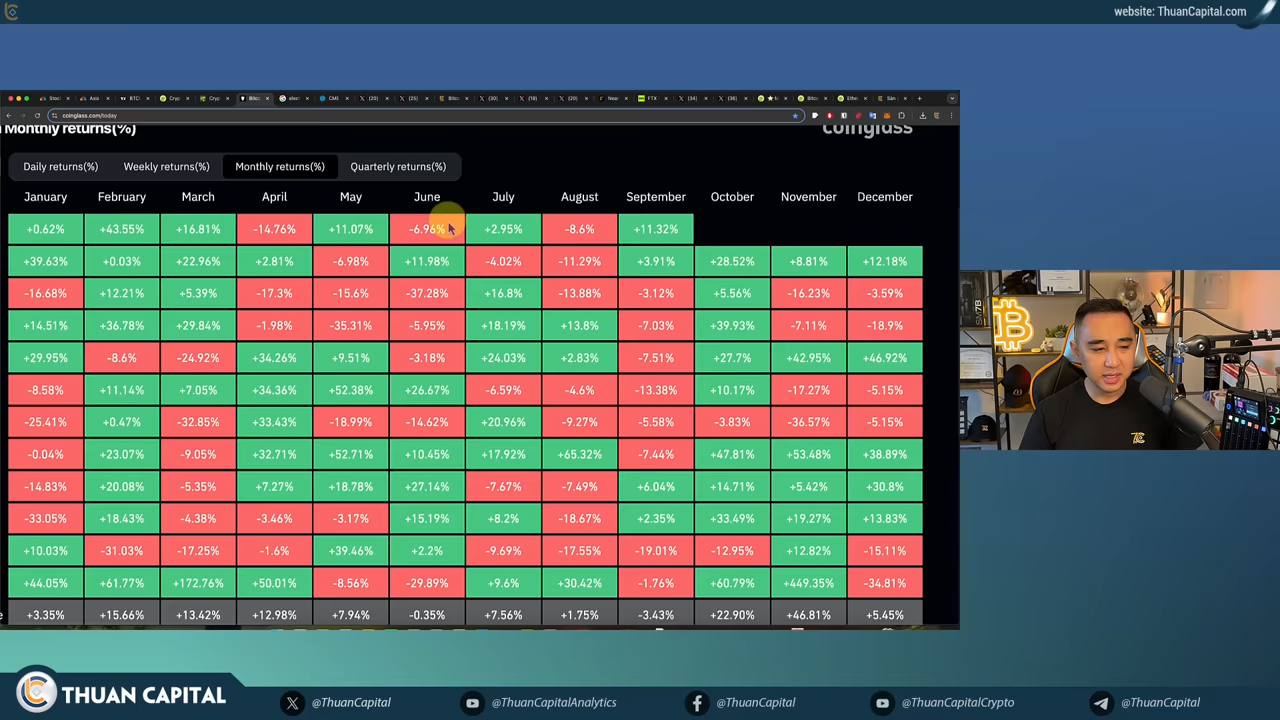 website: ThuanCapital.com
coinglass.com/today
Monthly returns(%)
coinglass
Daily returns(%) Weekly returns(%) Monthly returns(%) Quarterly returns(%)
January February March April May June July August September October November December
+0.62% +43.55% +16.81% -14.76% +11.07% -6.96% +2.95% -8.6% +11.32%
+39.63% +0.03% +22.96% +2.81% -6.98% +11.98% -4.02% -11.29% +3.91% +28.52% +8.81% +12.18%
-16.68% +12.21% +5.39% -17.3% -15.6% -37.28% +16.8% -13.88% -3.12% +5.56% -16.23% -3.59%
+14.51% +36.78% +29.84% -1.98% -35.31% -5.95% +18.19% +13.8% -7.03% +39.93% -7.11% -18.9%
+29.95% -8.6% -24.92% +34.26% +9.51% -3.18% +24.03% +2.83% -7.51% +27.7% +42.95% +46.92%
-8.58% +11.14% +7.05% +34.36% +52.38% +26.67% -6.59% -4.6% -13.38% +10.17% -17.27% -5.15%
-25.41% +0.47% -32.85% +33.43% -18.99% -14.62% +20.96% -9.27% -5.58% -3.83% -36.57% -5.15%
-0.04% +23.07% -9.05% +32.71% +52.71% +10.45% +17.92% +65.32% -7.44% +47.81% +53.48% +38.89%
-14.83% +20.08% -5.35% +7.27% +18.78% +27.14% -7.67% -7.49% +6.04% +14.71% +5.42% +30.8%
-33.05% +18.43% -4.38% -3.46% -3.17% +15.19% +8.2% -18.67% +2.35% +33.49% +19.27% +13.83%
+10.03% -31.03% -17.25% -1.6% +39.46% +2.2% -9.69% -17.55% -19.01% -12.95% +12.82% -15.11%
+44.05% +61.77% +172.76% +50.01% -8.56% -29.89% +9.6% +30.42% -1.76% +60.79% +449.35% -34.81%
+3.35% +15.66% +13.42% +12.98% +7.94% -0.35% +7.56% +1.75% -3.43% +22.90% +46.81% +5.45%
THUAN CAPITAL @ThuanCapital @ThuanCapitalAnalytics @ThuanCapital @ThuanCapitalCrypto @ThuanCapital